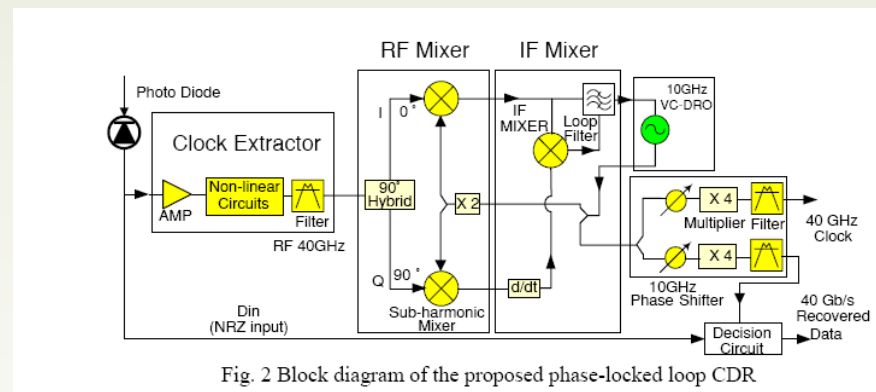 RF Mixer
IF Mixer
Photo Diode
Clock Extractor
AMP
Non-linear
Circuits
Filter
RF 40GHz
I 0°
90°
Hybrid
X 2
Q 90°
Sub-harmonic
Mixer
IF
MIXER
Loop
Filter
d/dt
10GHz
VC-DRO
X 4
Multiplier Filter
40 GHz
Clock
X 4
10GHz
Phase Shifter
Din
(NRZ input)
Decision
Circuit
40 Gb/s
Recovered
Data
Fig. 2 Block diagram of the proposed phase-locked loop CDR